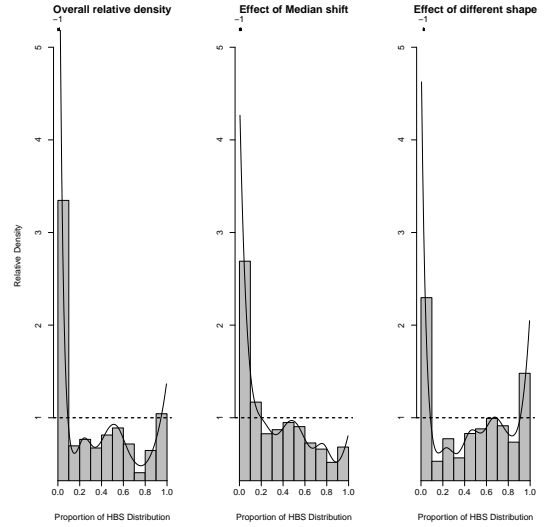 Overall relative density
Effect of Median shift
Effect of different shape
−1
−1
−1
5
4
3
2
1
Relative Density
0.0 0.2 0.4 0.6 0.8 1.0
Proportion of HBS Distribution
5
4
3
2
1
0.0 0.2 0.4 0.6 0.8 1.0
Proportion of HBS Distribution
5
4
3
2
1
0.0 0.2 0.4 0.6 0.8 1.0
Proportion of HBS Distribution